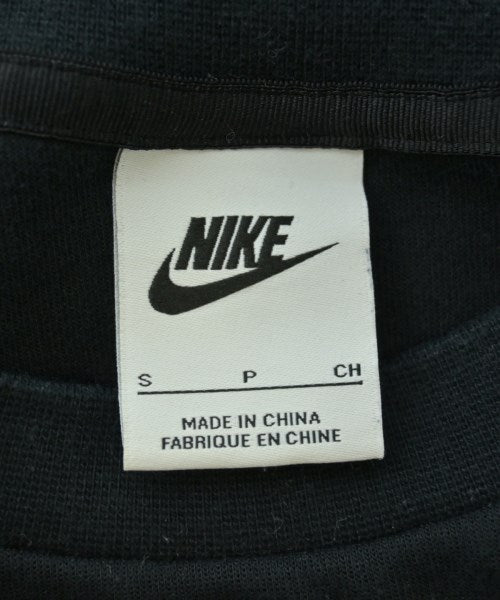 NIKE
S P CH
MADE IN CHINA
FABRIQUE EN CHINE